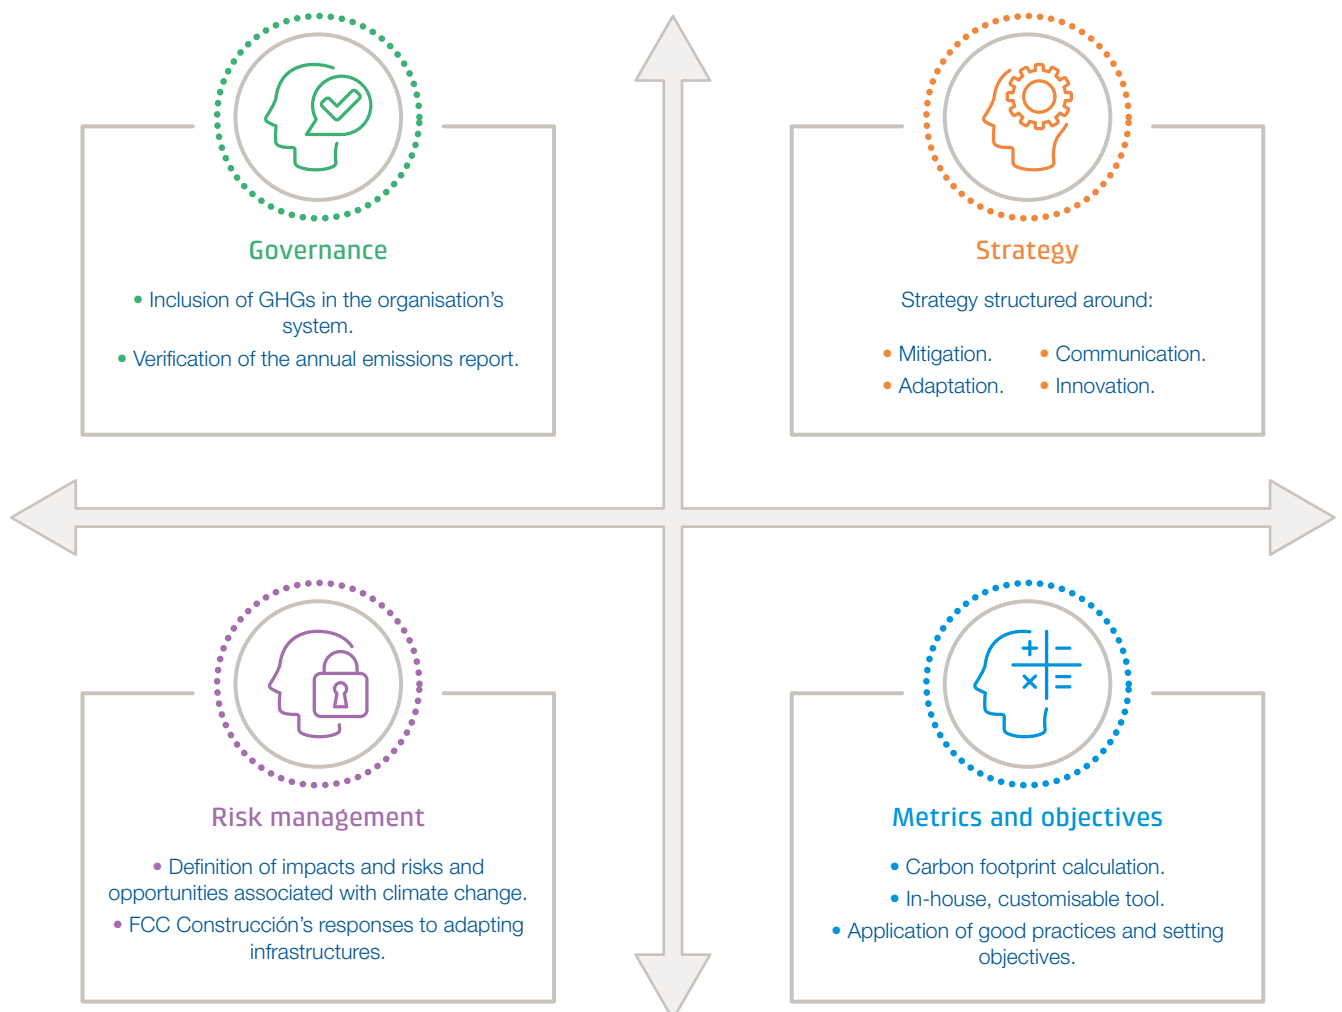 Governance
• Inclusion of GHGs in the organisation’s
system.
• Verification of the annual emissions report.
Strategy
Strategy structured around:
• Mitigation.
• Adaptation.
• Communication.
• Innovation.
Risk management
• Definition of impacts and risks and
opportunities associated with climate change.
• FCC Construcción’s responses to adapting
infrastructures.
Metrics and objectives
• Carbon footprint calculation.
• In-house, customisable tool.
• Application of good practices and setting
objectives.